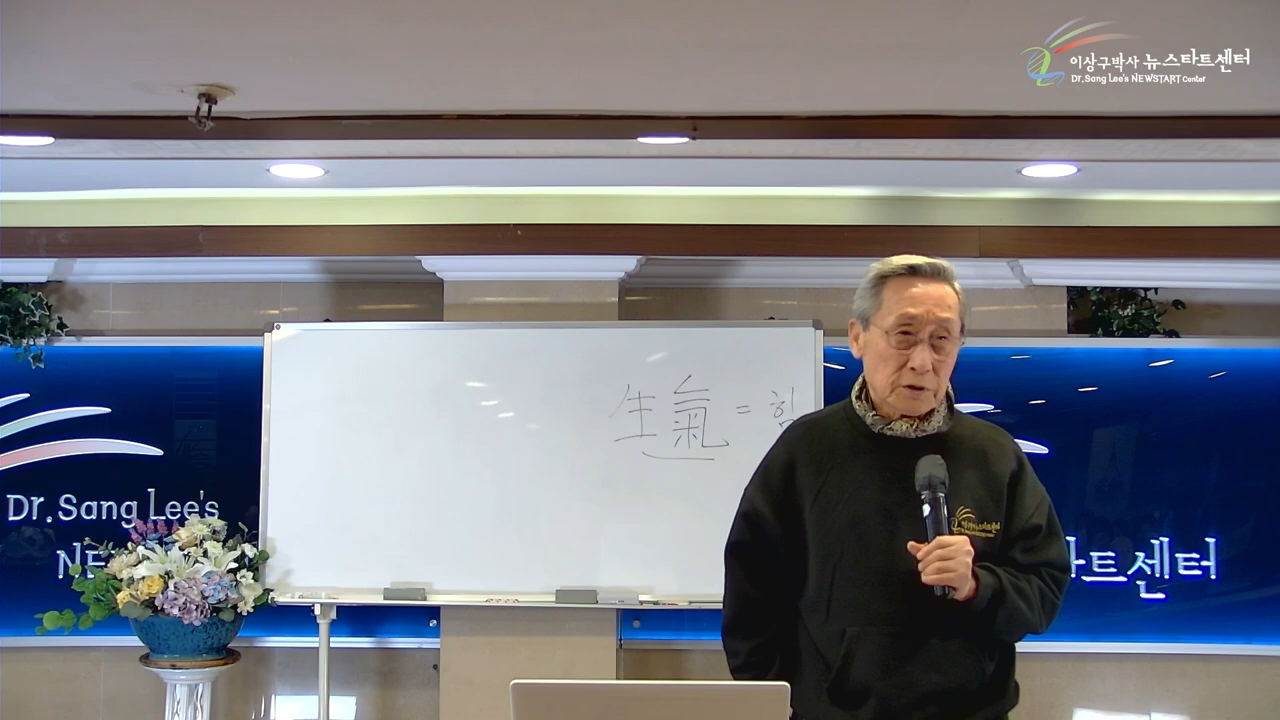 이상구박사 뉴스타트센터
Dr. Sang Lee's NEWSTART Center
生氣 = 힘
Dr. Sang Lee's
타트센터